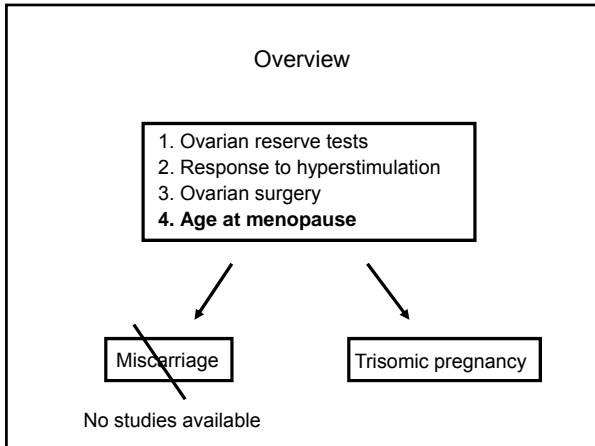 Overview
1. Ovarian reserve tests
2. Response to hyperstimulation
3. Ovarian surgery
4. Age at menopause
Miscarriage
Trisomic pregnancy
No studies available